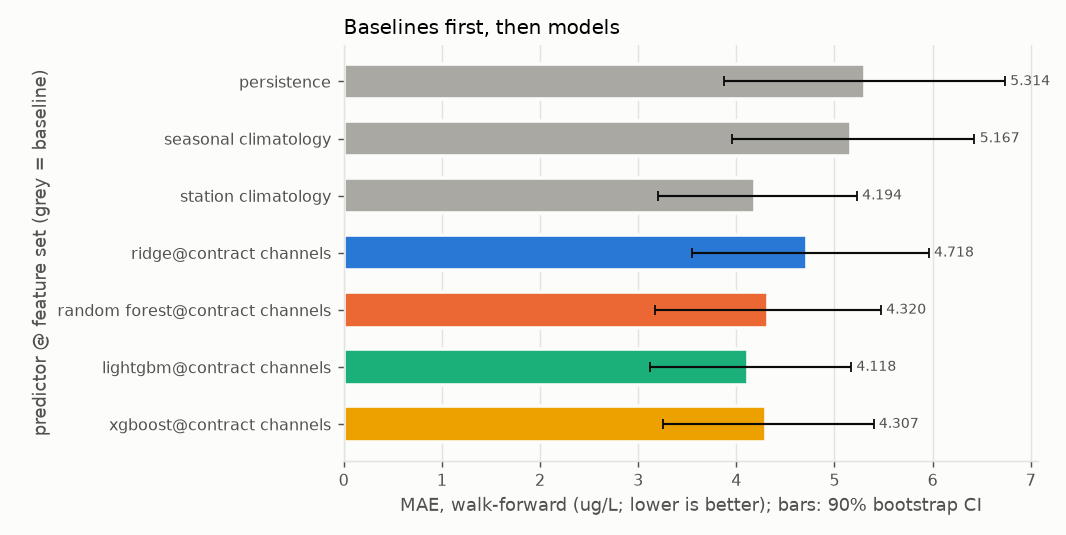 Baselines first, then models
predictor @ feature set (grey = baseline)
persistence
5.314
seasonal climatology
5.167
station climatology
4.194
ridge@contract channels
4.718
random forest@contract channels
4.320
lightgbm@contract channels
4.118
xgboost@contract channels
4.307
0 1 2 3 4 5 6 7
MAE, walk-forward (ug/L; lower is better); bars: 90% bootstrap CI